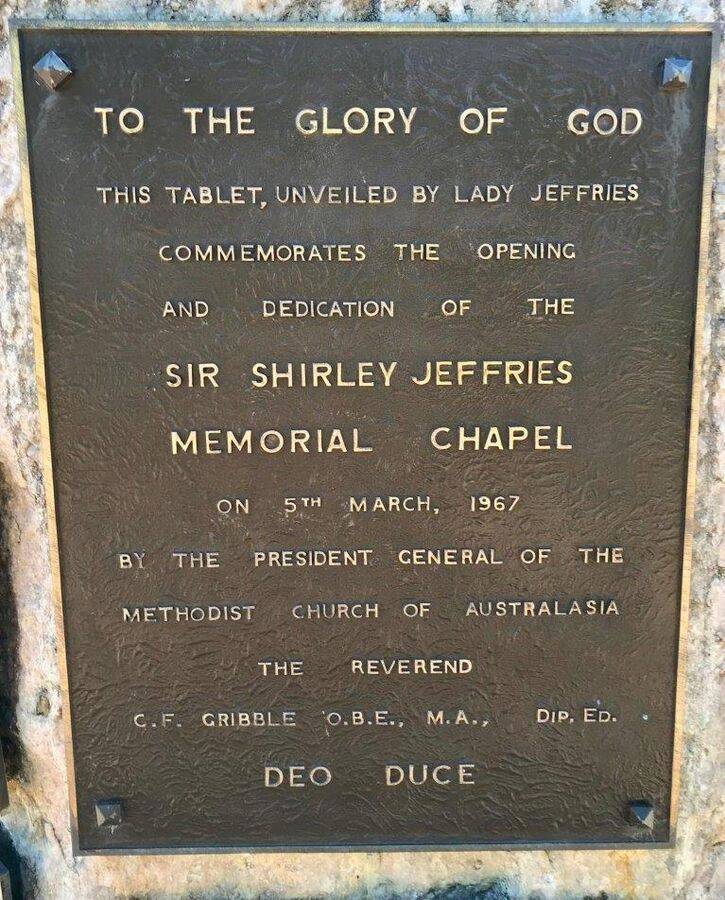 TO THE GLORY OF GOD
THIS TABLET, UNVEILED BY LADY JEFFRIES
COMMEMORATES THE OPENING
AND DEDICATION OF THE
SIR SHIRLEY JEFFRIES
MEMORIAL CHAPEL
ON 5TH MARCH, 1967
BY THE PRESIDENT GENERAL OF THE
METHODIST CHURCH OF AUSTRALASIA
THE REVEREND
C.F. GRIBBLE O.B.E., M.A., DIP. ED.
DEO DUCE